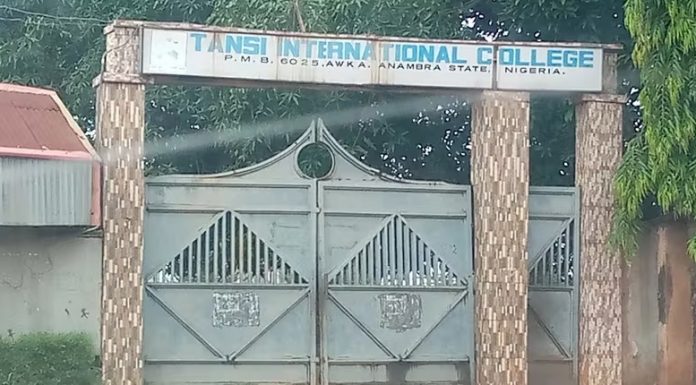 TANSI INTERNATIONAL COLLEGE
P.M.B. 6025, AWKA. ANAMBRA STATE, NIGERIA.